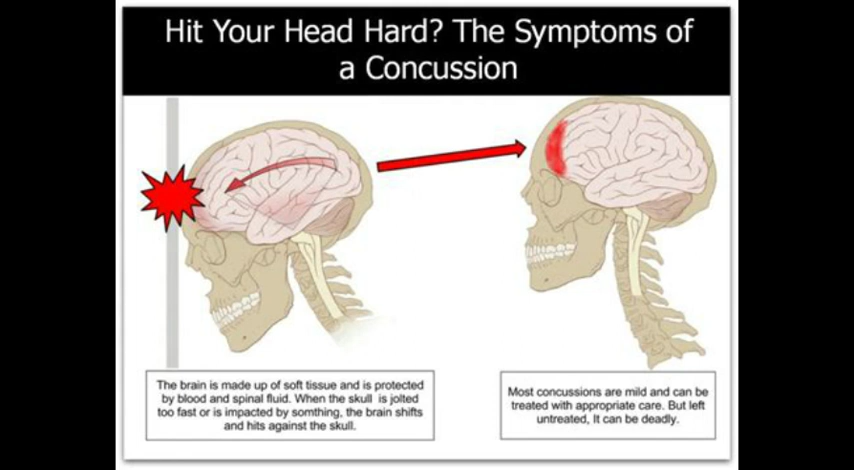 Hit Your Head Hard? The Symptoms of
a Concussion
The brain is made up of soft tissue and is protected
by blood and spinal fluid. When the skull is jolted
too fast or is impacted by somthing, the brain shifts
and hits against the skull.
Most concussions are mild and can be
treated with appropriate care. But left
untreated, It can be deadly.